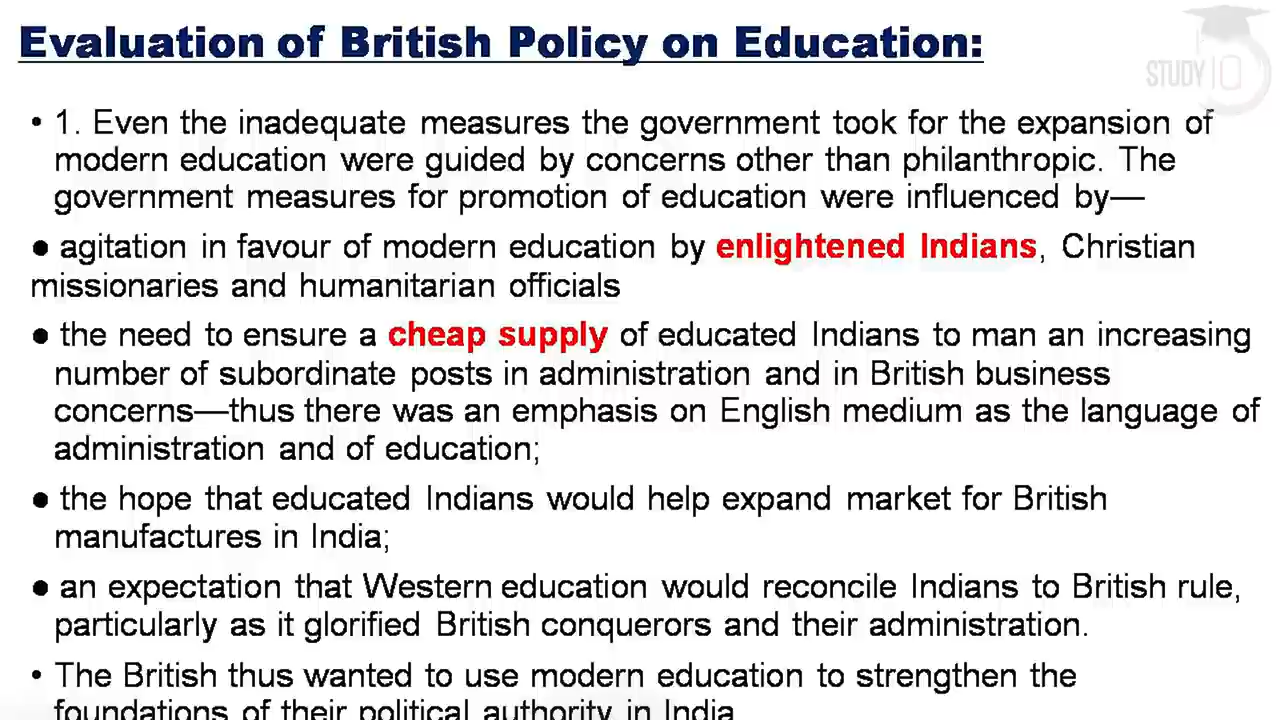 Evaluation of British Policy on Education:
STUDY IQ
• 1. Even the inadequate measures the government took for the expansion of
modern education were guided by concerns other than philanthropic. The
government measures for promotion of education were influenced by—
● agitation in favour of modern education by enlightened Indians, Christian
missionaries and humanitarian officials
● the need to ensure a cheap supply of educated Indians to man an increasing
number of subordinate posts in administration and in British business
concerns—thus there was an emphasis on English medium as the language of
administration and of education;
● the hope that educated Indians would help expand market for British
manufactures in India;
● an expectation that Western education would reconcile Indians to British rule,
particularly as it glorified British conquerors and their administration.
• The British thus wanted to use modern education to strengthen the
foundations of their political authority in India